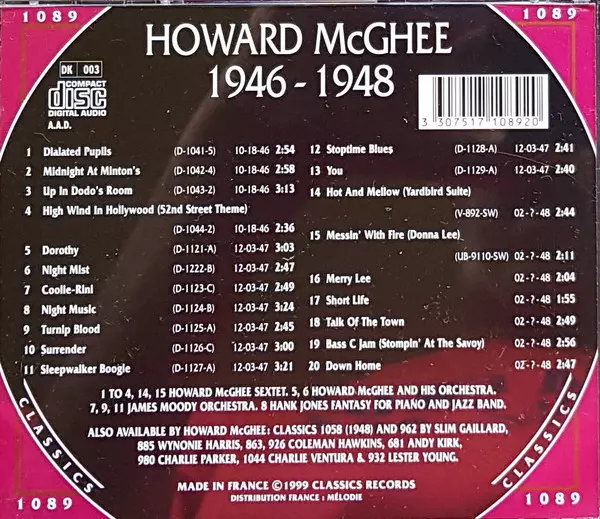 1089
1089
HOWARD McGHEE
1946 - 1948
DK 003
COMPACT
disc
DIGITAL AUDIO
A.A.D.
3 307517 108920
1 Dialated Pupils (D-1041-5) 10-18-46 2:54
2 Midnight At Minton's (D-1042-4) 10-18-46 2:58
3 Up In Dodo's Room (D-1043-2) 10-18-46 3:13
4 High Wind In Hollywood (52nd Street Theme)
(D-1044-2) 10-18-46 2:36
5 Dorothy (D-1121-A) 12-03-47 3:03
6 Night Mist (D-1222-B) 12-03-47 2:47
7 Coolie-Rini (D-1123-C) 12-03-47 2:49
8 Night Music (D-1124-B) 12-03-47 3:24
9 Turnip Blood (D-1125-A) 12-03-47 2:45
10 Surrender (D-1126-C) 12-03-47 3:00
11 Sleepwalker Boogie (D-1127-A) 12-03-47 3:21
12 Stoptime Blues (D-1128-A) 12-03-47 2:41
13 You (D-1129-A) 12-03-47 2:40
14 Hot And Mellow (Yardbird Suite)
(V-892-SW) 02-?-48 2:44
15 Messin' With Fire (Donna Lee)
(UB-9110-SW) 02-?-48 2:11
16 Merry Lee 02-?-48 2:04
17 Short Life 02-?-48 1:55
18 Talk Of The Town 02-?-48 2:49
19 Bass C Jam (Stompin' At The Savoy) 02-?-48 2:56
20 Down Home 02-?-48 2:47
1 TO 4, 14, 15 HOWARD McGHEE SEXTET. 5, 6 HOWARD McGHEE AND HIS ORCHESTRA.
7, 9, 11 JAMES MOODY ORCHESTRA. 8 HANK JONES FANTASY FOR PIANO AND JAZZ BAND.
ALSO AVAILABLE BY HOWARD McGHEE: CLASSICS 1058 (1948) AND 962 BY SLIM GAILLARD,
885 WYNONIE HARRIS, 863, 926 COLEMAN HAWKINS, 681 ANDY KIRK,
980 CHARLIE PARKER, 1044 CHARLIE VENTURA & 932 LESTER YOUNG.
MADE IN FRANCE ©1999 CLASSICS RECORDS
DISTRIBUTION FRANCE : MÉLODIE
CLASSICS
CLASSICS
1089
1089